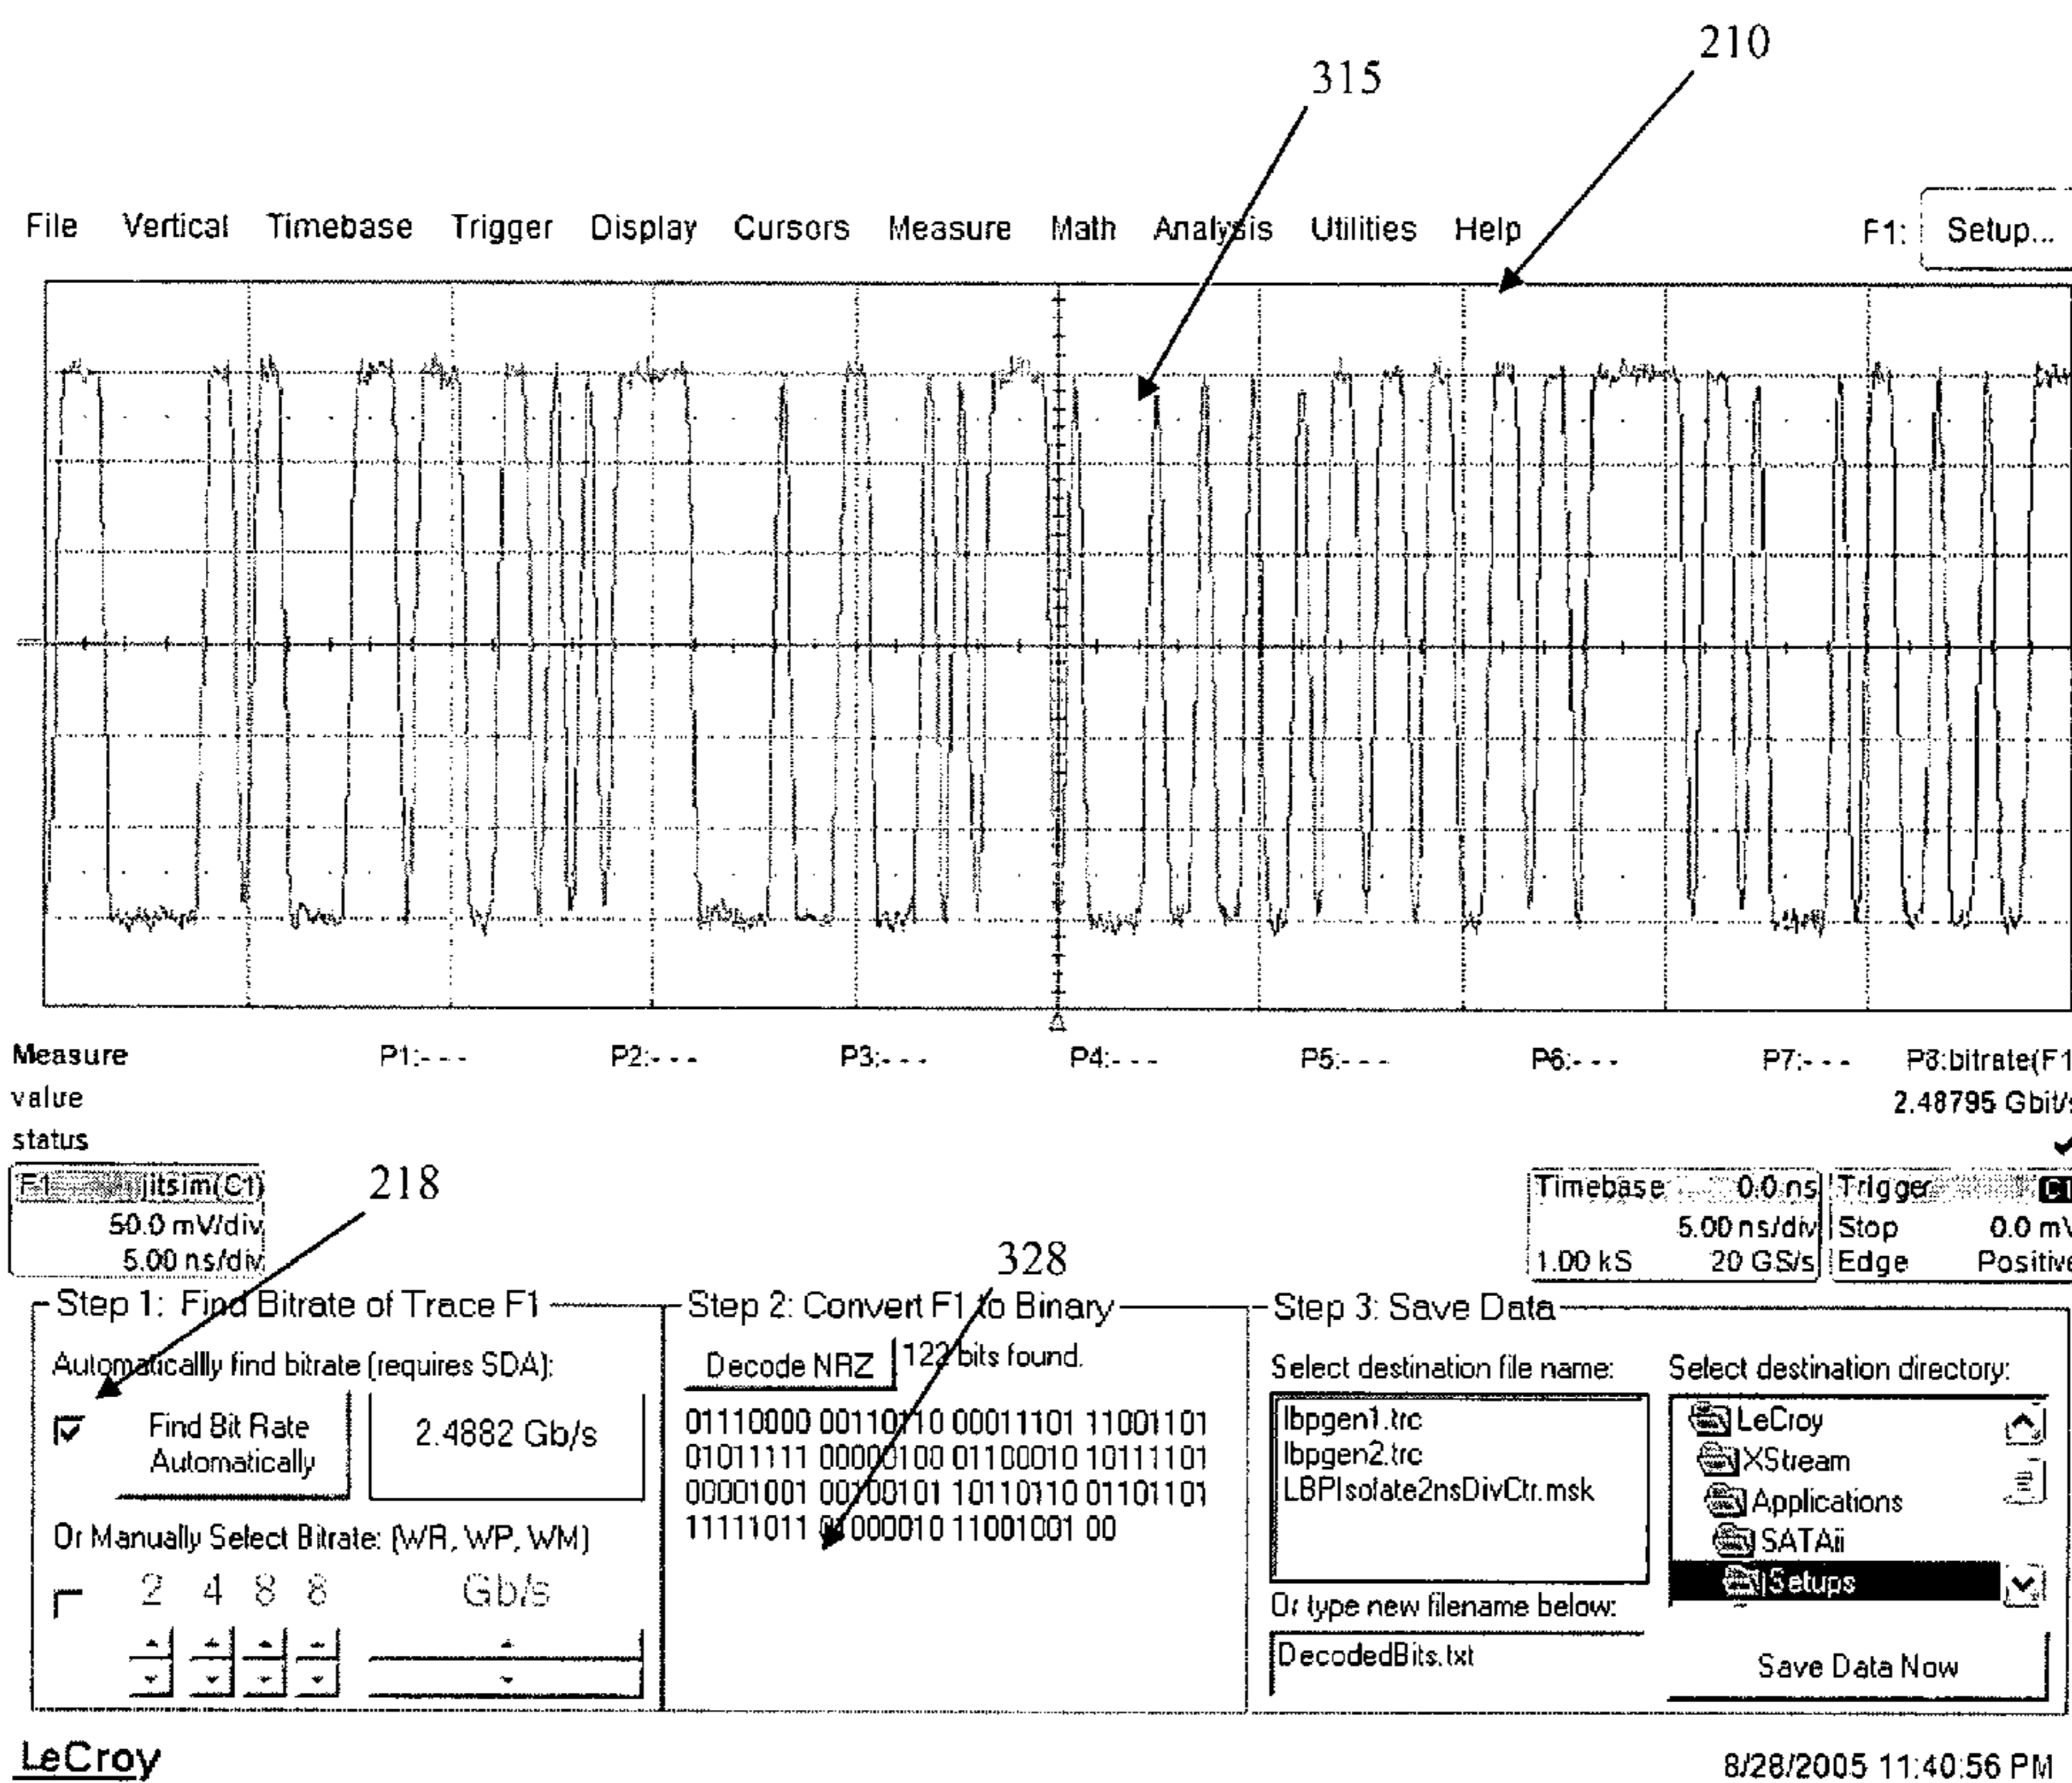 210
315
File Vertical Timebase Trigger Display Cursors Measure Math Analysis Utilities Help F1: Setup...
Measure P1:- - - P2:- - - P3:- - - P4:- - - P5:- - - P6:- - - P7:- - - P8:bitrate(F1
value 2.48795 Gbit/s
status
F1 jitsim(C1)
50.0 mV/div
5.00 ns/div
218
328
Timebase 0.0 ns
5.00 ns/div
1.00 kS 20 GS/s
Trigger C1
Stop 0.0 mV
Edge Positive
Step 1: Find Bitrate of Trace F1
Automaticallly find bitrate (requires SDA):
Find Bit Rate
Automatically
2.4882 Gb/s
Or Manually Select Bitrate: (WR, WP, WM)
2 4 8 8 Gb/s
Step 2: Convert F1 to Binary
Decode NRZ 122 bits found.
01110000 00110110 00011101 11001101
01011111 00000100 01100010 10111101
00001001 00100101 10110110 01101101
11111011 01000010 11001001 00
Step 3: Save Data
Select destination file name:
lbpgen1.trc
lbpgen2.trc
LBPIsolate2nsDivCtr.msk
Or type new filename below:
DecodedBits.txt
Select destination directory:
LeCroy
XStream
Applications
SATAii
Setups
Save Data Now
LeCroy
8/28/2005 11:40:56 PM